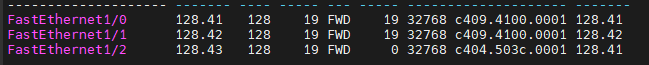 -------------------- ------- ---- ----- --- ----- -------------------- -------
FastEthernet1/0      128.41   128    19 FWD    19 32768 c409.4100.0001 128.41
FastEthernet1/1      128.42   128    19 FWD    19 32768 c409.4100.0001 128.42
FastEthernet1/2      128.43   128    19 FWD     0 32768 c404.503c.0001 128.41